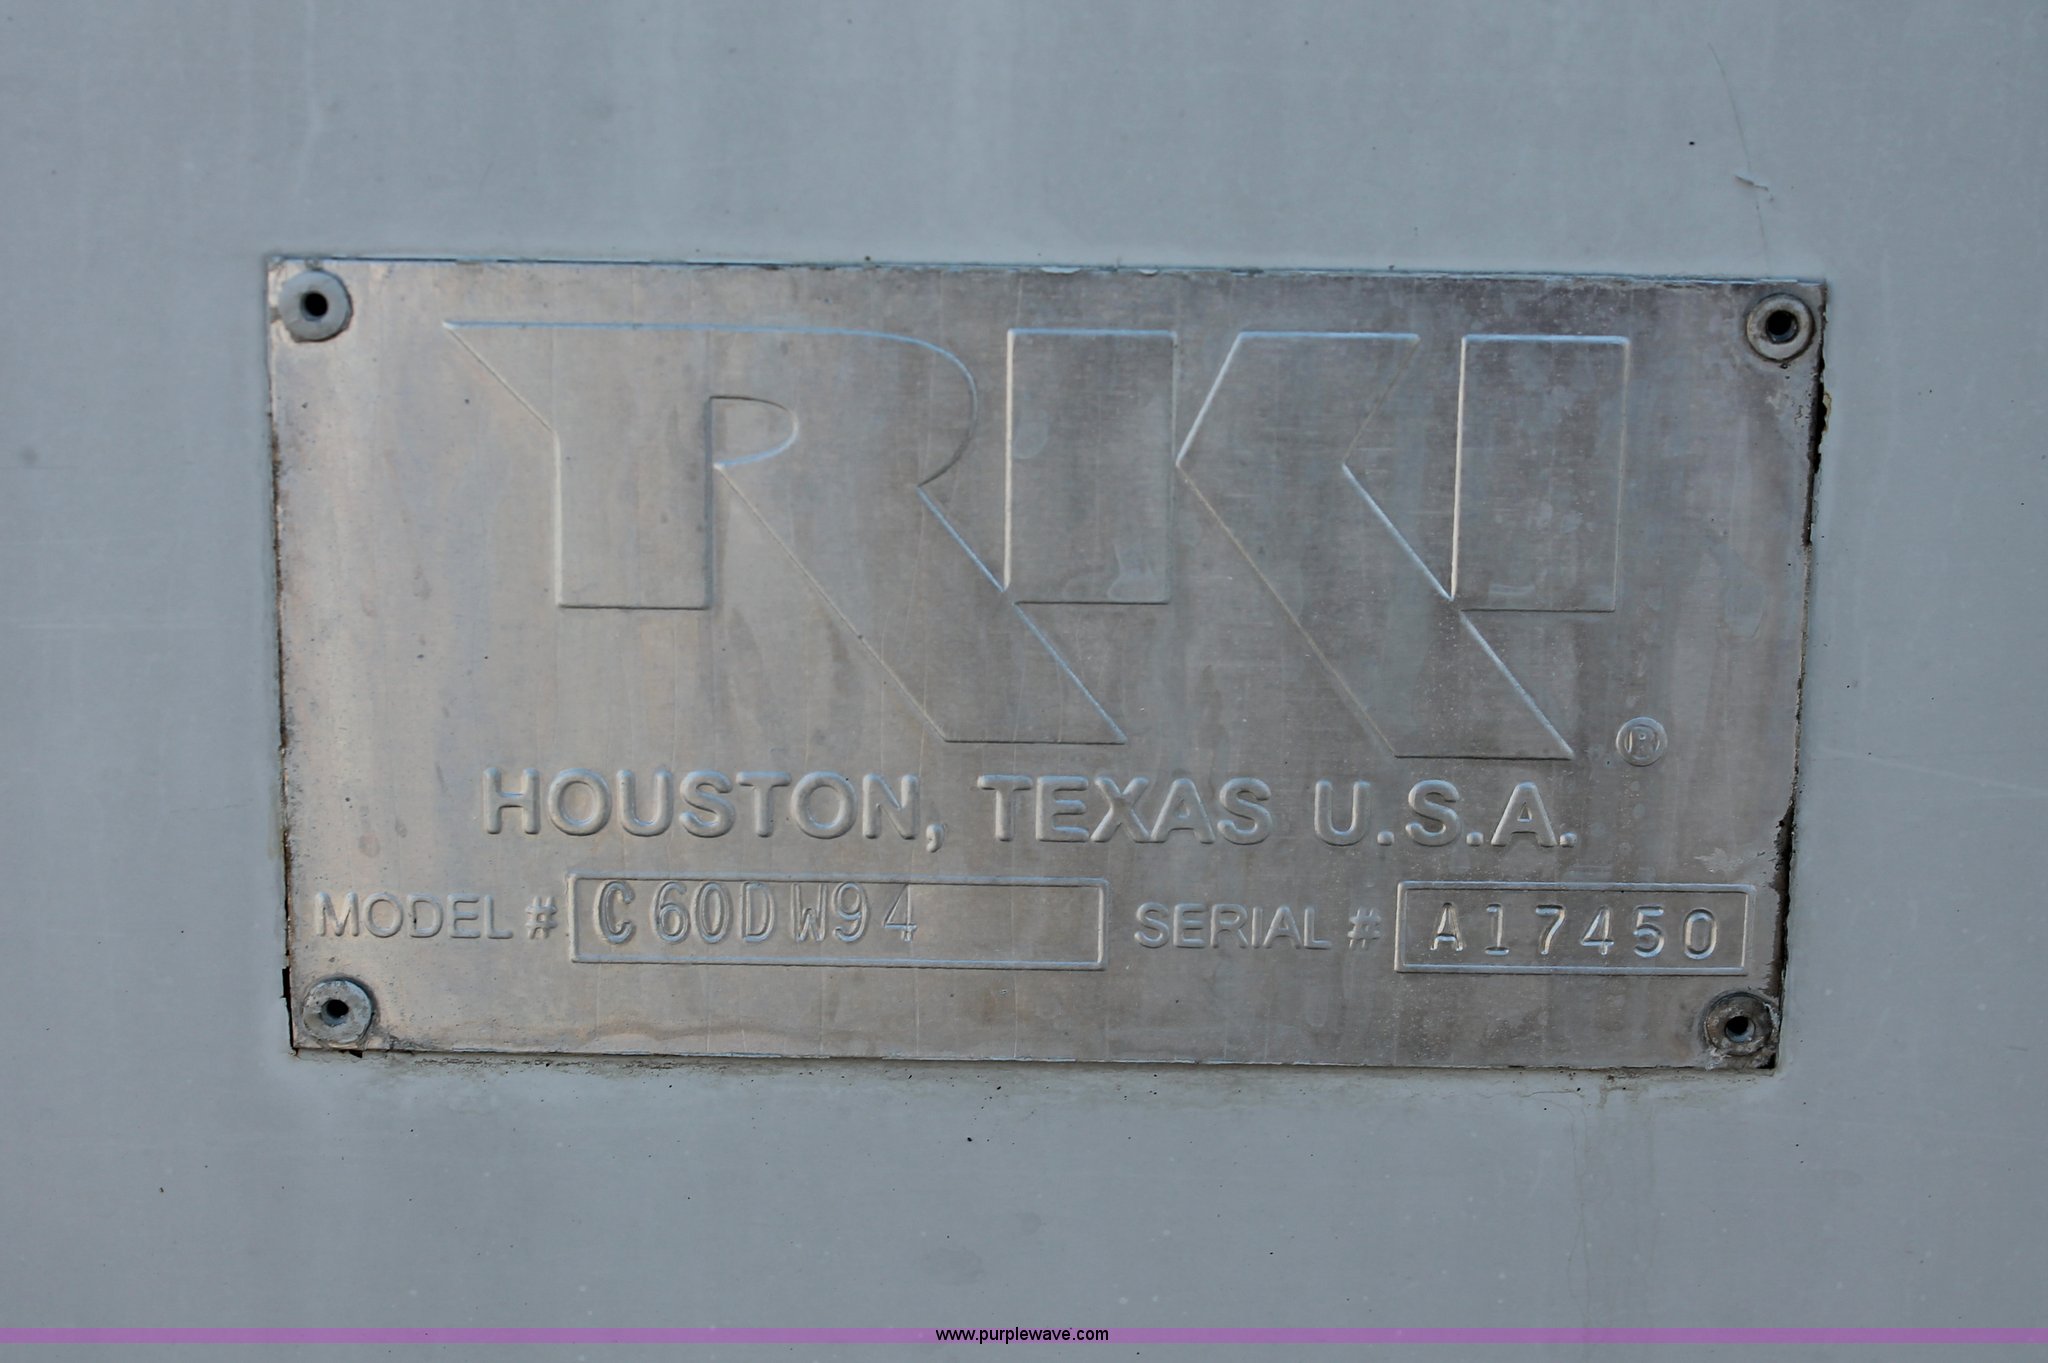 RKI ®
HOUSTON, TEXAS U.S.A.
MODEL # C60DW94 SERIAL # A17450
www.purplewave.com